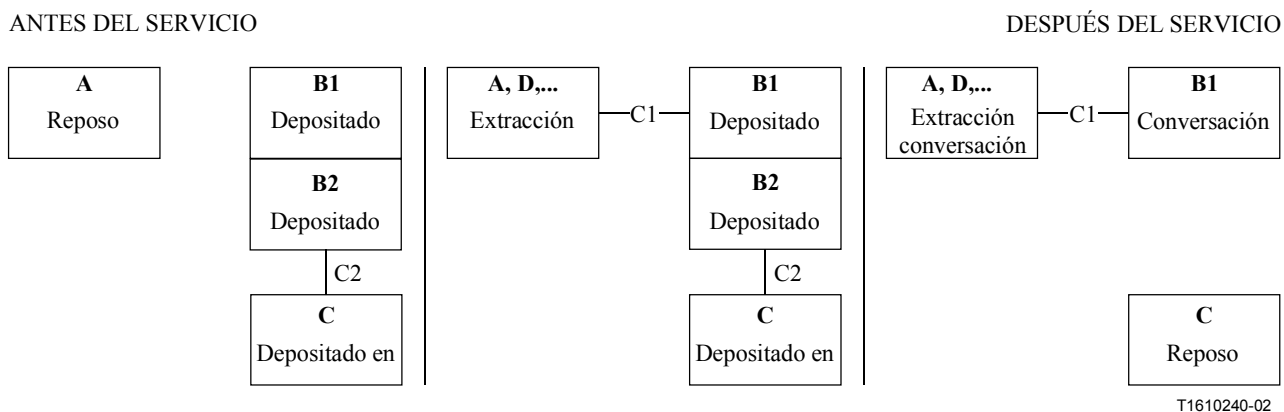 ANTES DEL SERVICIO
DESPUÉS DEL SERVICIO
A
Reposo
B1
Depositado
B2
Depositado
C2
C
Depositado en
A, D,...
Extracción
C1
B1
Depositado
B2
Depositado
C2
C
Depositado en
A, D,...
Extracción
conversación
C1
B1
Conversación
C
Reposo
T1610240-02